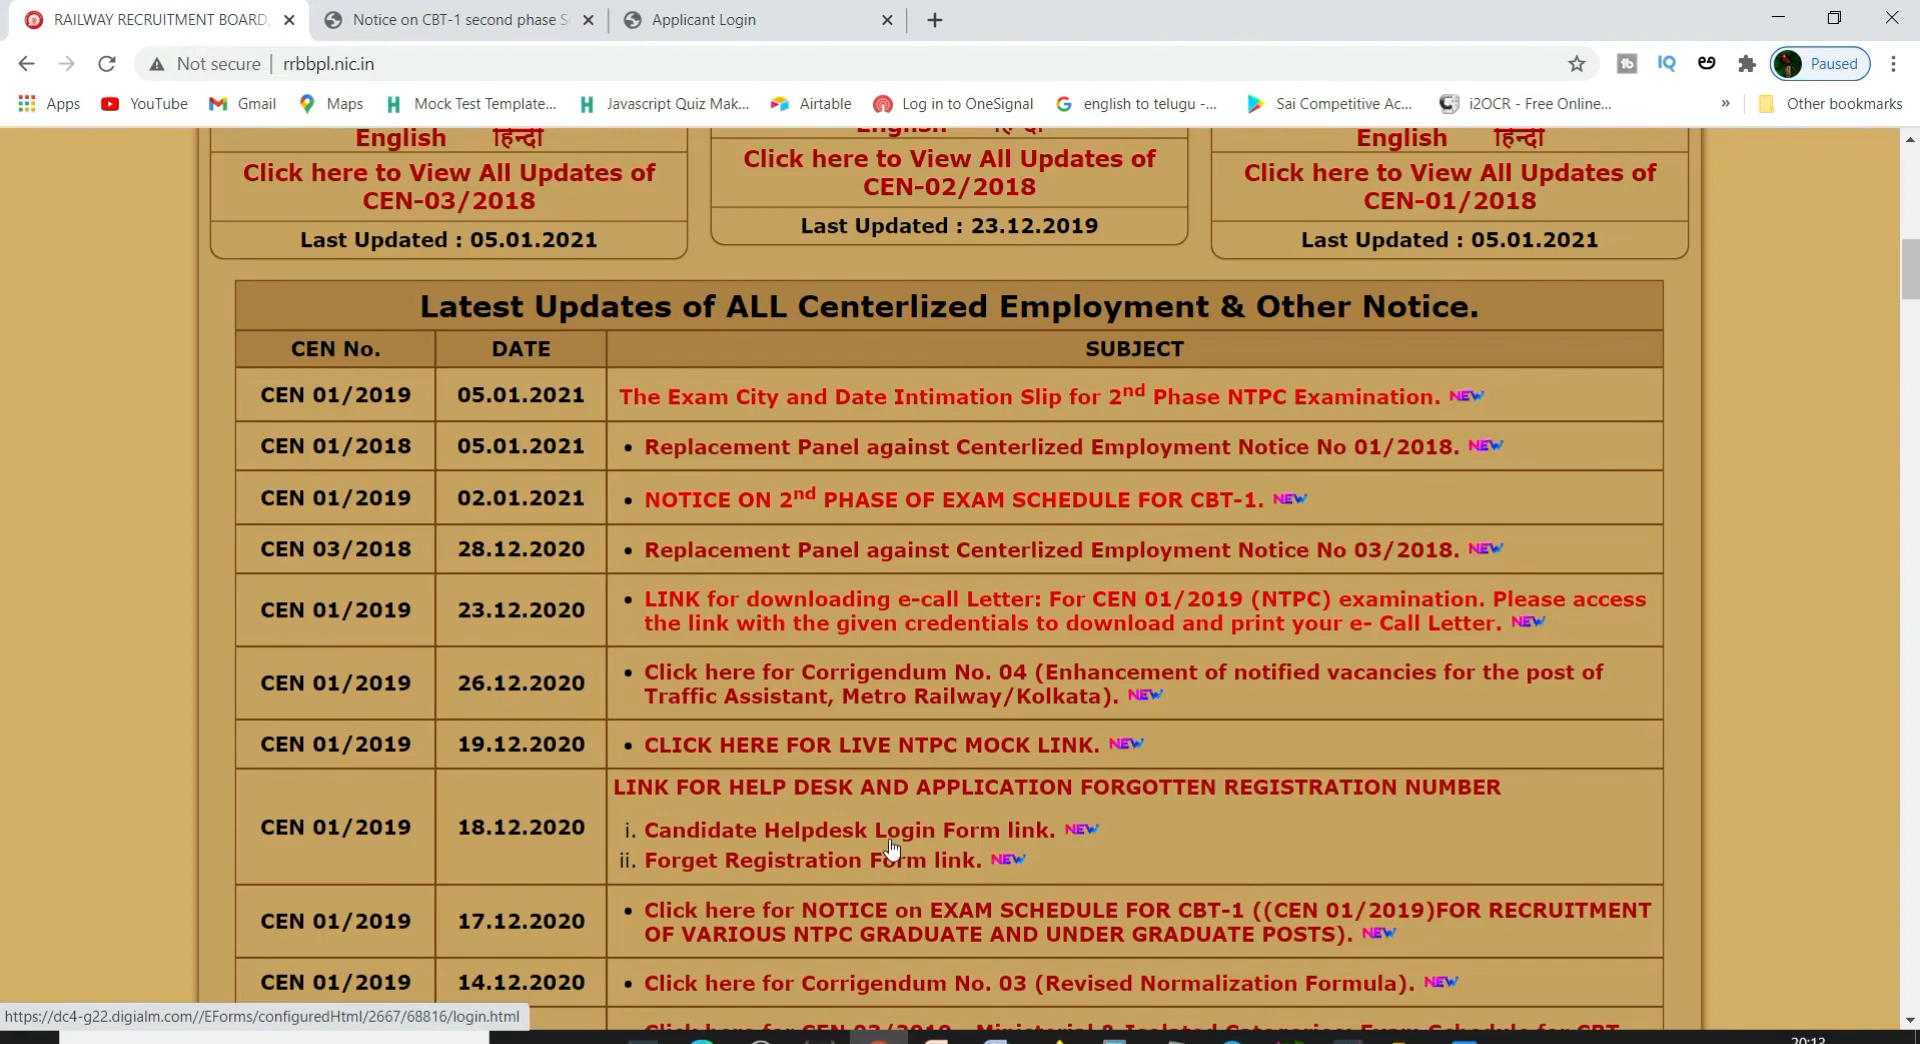 RAILWAY RECRUITMENT BOARD,
Notice on CBT-1 second phase S
Applicant Login
Not secure
rrbbpl.nic.in
Paused
Apps
YouTube
Gmail
Maps
Mock Test Template...
Javascript Quiz Mak...
Airtable
Log in to OneSignal
english to telugu -...
Sai Competitive Ac...
i2OCR - Free Online...
»
Other bookmarks
English हिन्दी
English हिन्दी
English हिन्दी
Click here to View All Updates of
CEN-03/2018
Last Updated : 05.01.2021
Click here to View All Updates of
CEN-02/2018
Last Updated : 23.12.2019
Click here to View All Updates of
CEN-01/2018
Last Updated : 05.01.2021
Latest Updates of ALL Centerlized Employment & Other Notice.
CEN No. DATE SUBJECT
CEN 01/2019 05.01.2021 The Exam City and Date Intimation Slip for 2nd Phase NTPC Examination. NEW
CEN 01/2018 05.01.2021 • Replacement Panel against Centerlized Employment Notice No 01/2018. NEW
CEN 01/2019 02.01.2021 • NOTICE ON 2nd PHASE OF EXAM SCHEDULE FOR CBT-1. NEW
CEN 03/2018 28.12.2020 • Replacement Panel against Centerlized Employment Notice No 03/2018. NEW
CEN 01/2019 23.12.2020 • LINK for downloading e-call Letter: For CEN 01/2019 (NTPC) examination. Please access
the link with the given credentials to download and print your e- Call Letter. NEW
CEN 01/2019 26.12.2020 • Click here for Corrigendum No. 04 (Enhancement of notified vacancies for the post of
Traffic Assistant, Metro Railway/Kolkata). NEW
CEN 01/2019 19.12.2020 • CLICK HERE FOR LIVE NTPC MOCK LINK. NEW
CEN 01/2019 18.12.2020 LINK FOR HELP DESK AND APPLICATION FORGOTTEN REGISTRATION NUMBER
i. Candidate Helpdesk Login Form link. NEW
ii. Forget Registration Form link. NEW
CEN 01/2019 17.12.2020 • Click here for NOTICE on EXAM SCHEDULE FOR CBT-1 ((CEN 01/2019)FOR RECRUITMENT
OF VARIOUS NTPC GRADUATE AND UNDER GRADUATE POSTS). NEW
CEN 01/2019 14.12.2020 • Click here for Corrigendum No. 03 (Revised Normalization Formula). NEW
https://dc4-g22.digialm.com//EForms/configuredHtml/2667/68816/login.html
Click here for CEN 03/2019 - Ministerial & Isolated Categories: Exam Schedule for CBT
20:13